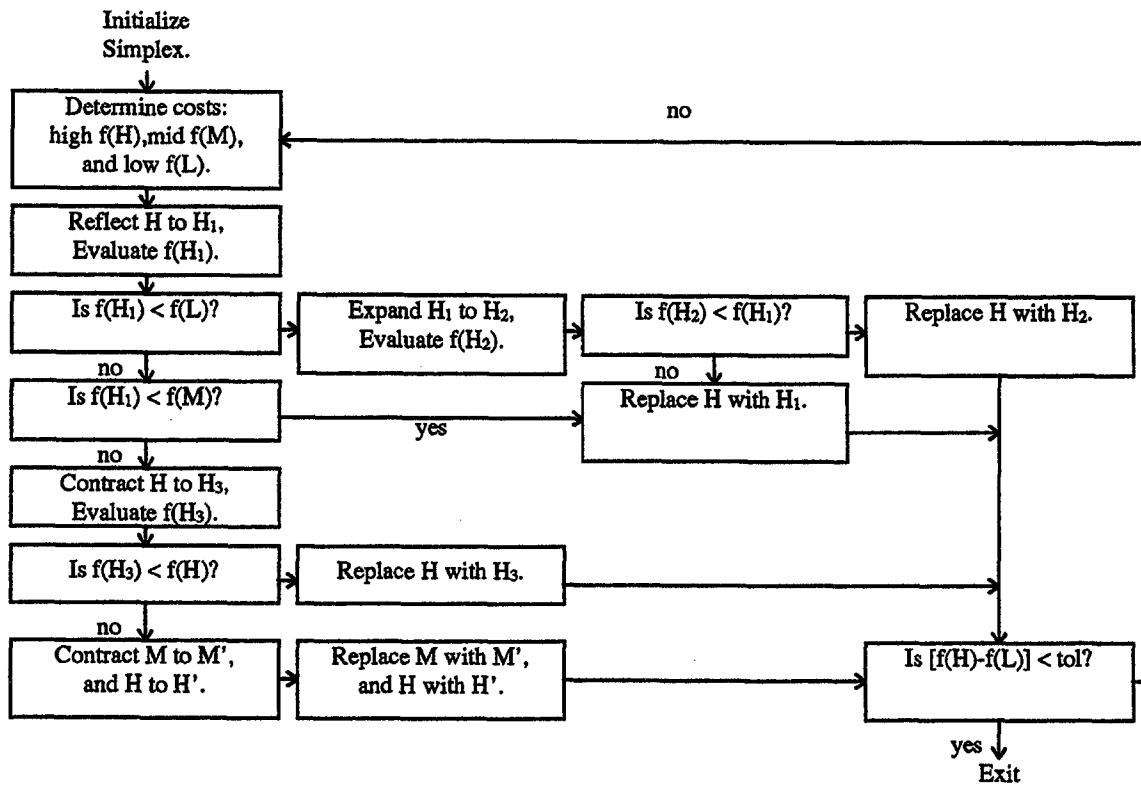 Initialize
Simplex.
Determine costs:
high f(H),mid f(M),
and low f(L).
no
Reflect H to H₁,
Evaluate f(H₁).
Is f(H₁) < f(L)?
Expand H₁ to H₂,
Evaluate f(H₂).
Is f(H₂) < f(H₁)?
Replace H with H₂.
no
no
Is f(H₁) < f(M)?
yes
Replace H with H₁.
no
Contract H to H₃,
Evaluate f(H₃).
Is f(H₃) < f(H)?
Replace H with H₃.
no
Contract M to M’,
and H to H’.
Replace M with M’,
and H with H’.
Is [f(H)-f(L)] < tol?
yes
Exit